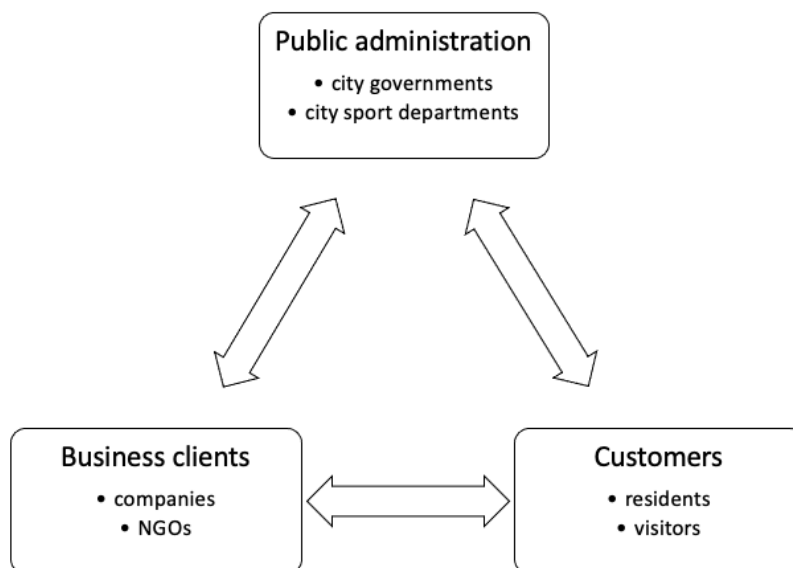 Public administration
• city governments
• city sport departments
Business clients
• companies
• NGOs
Customers
• residents
• visitors